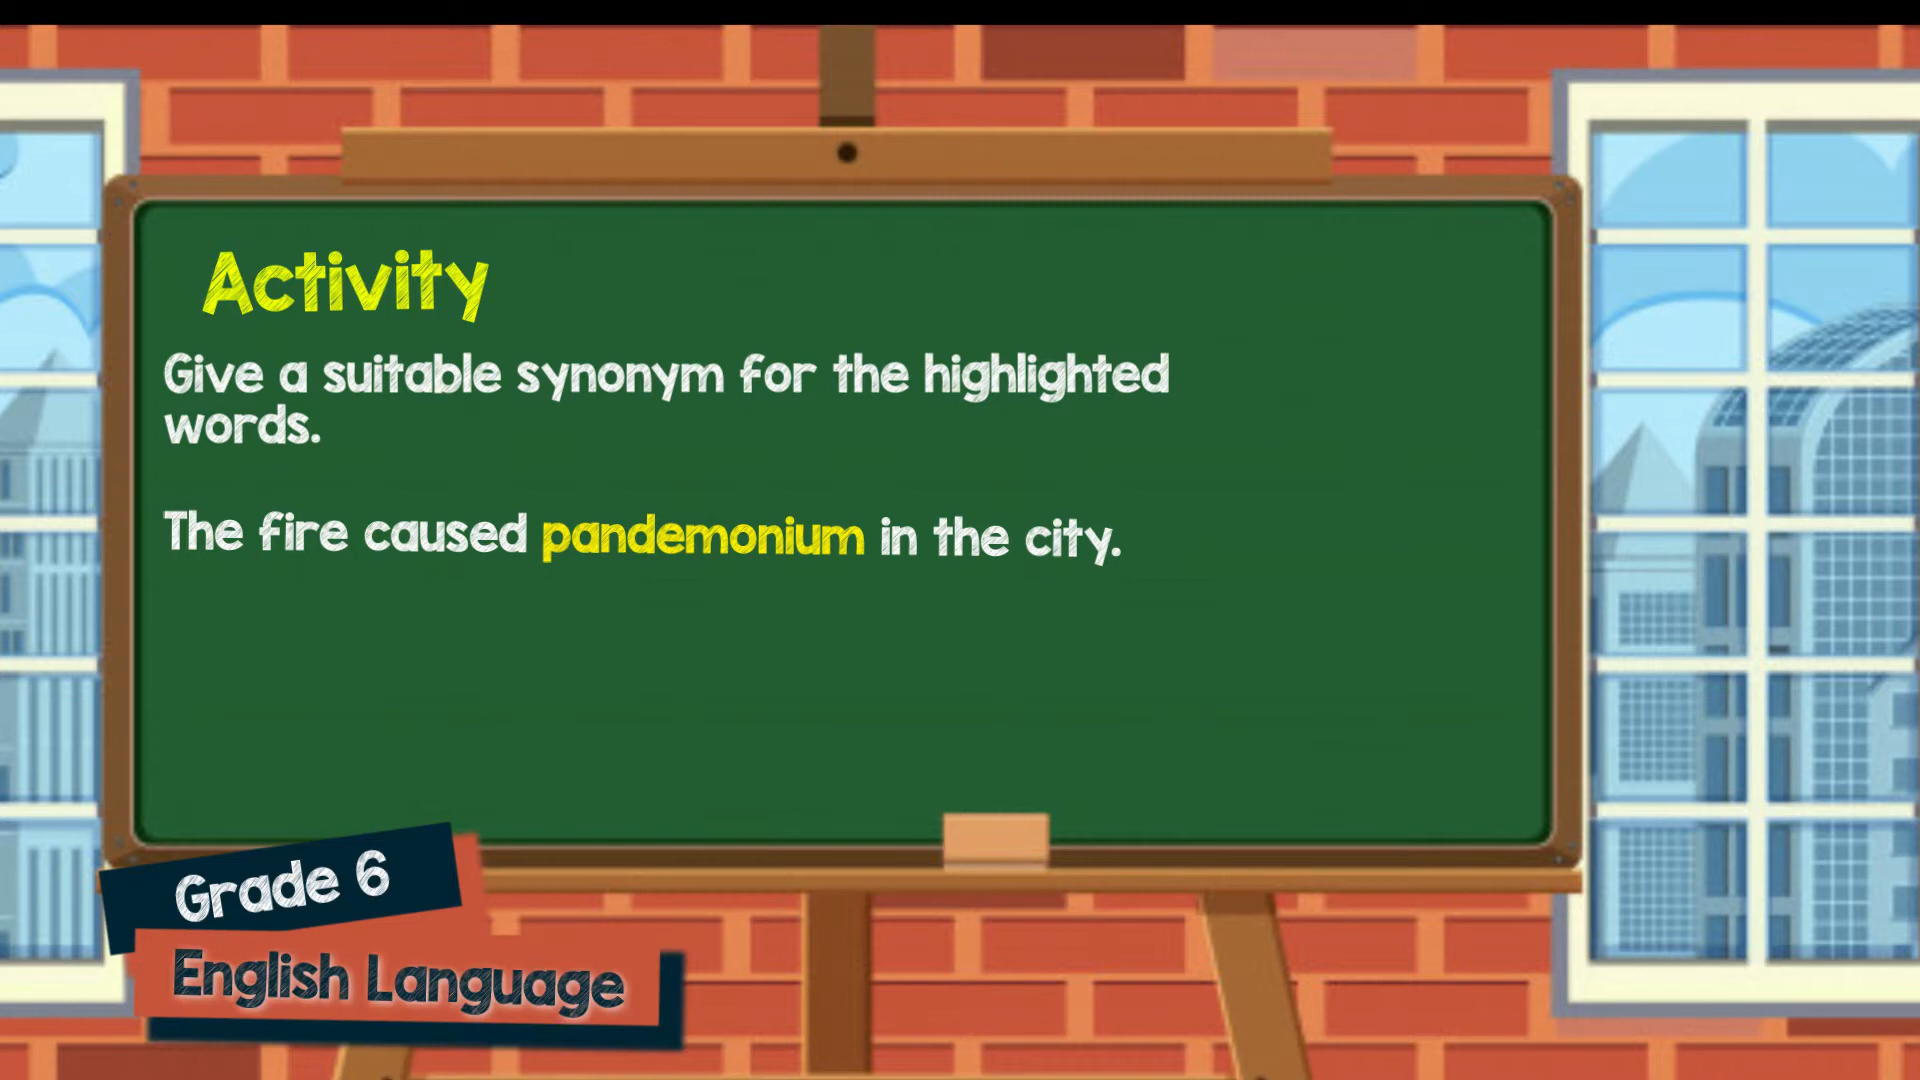 Activity
Give a suitable synonym for the highlighted
words.
The fire caused pandemonium in the city.
Grade 6
English Language